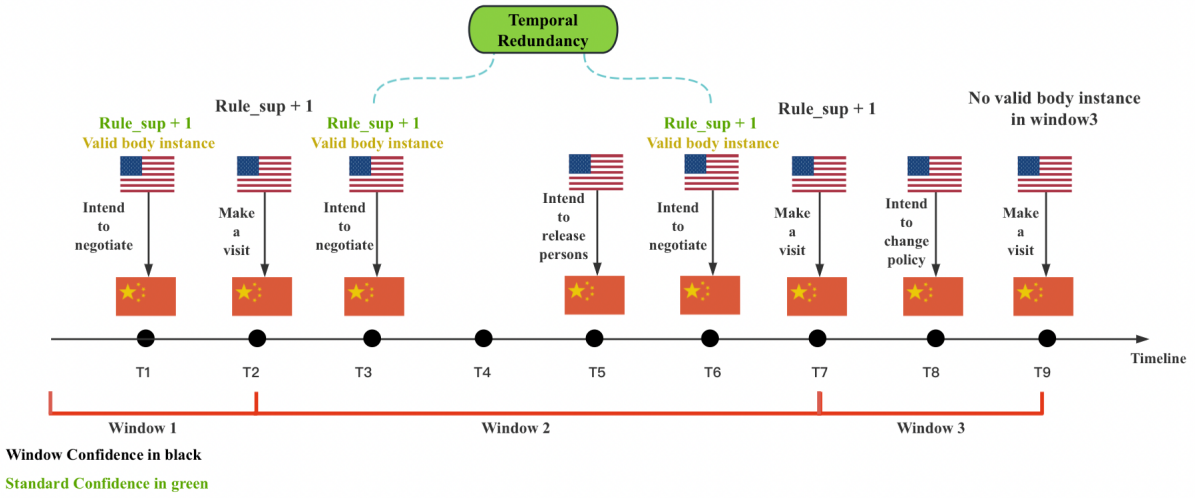 Temporal
Redundancy
Rule_sup + 1
Valid body instance
Rule_sup + 1
Rule_sup + 1
Valid body instance
Rule_sup + 1
Valid body instance
Rule_sup + 1
No valid body instance
in window3
Intend
to
negotiate
Make
a
visit
Intend
to
negotiate
Intend
to
release
persons
Intend
to
negotiate
Make
a
visit
Intend
to
change
policy
Make
a
visit
Timeline
T1
T2
T3
T4
T5
T6
T7
T8
T9
Window 1
Window 2
Window 3
Window Confidence in black
Standard Confidence in green